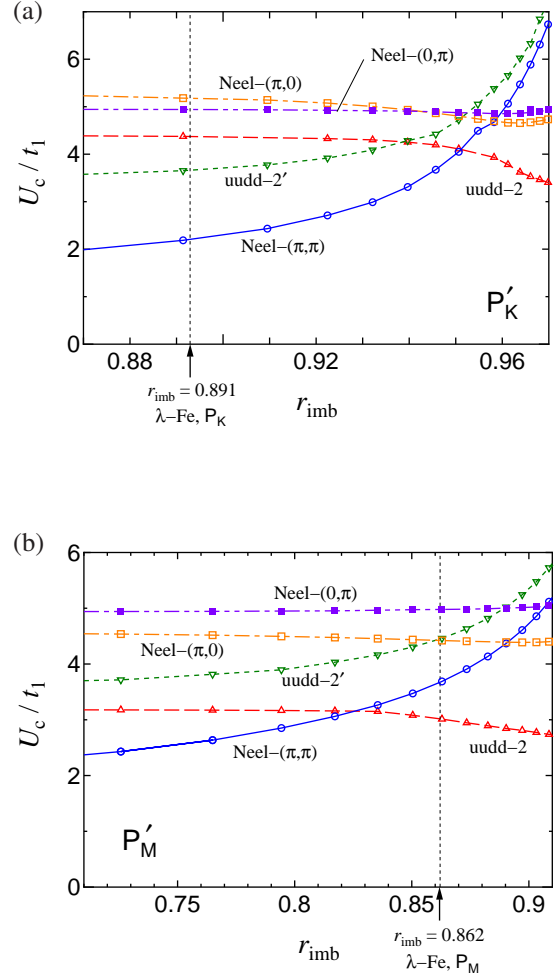 (a)
6
4
2
0
U_c / t_1
Neel−(π,0)
Neel−(0,π)
uudd−2′
uudd−2
Neel−(π,π)
P′_K
0.88 0.92 0.96
r_imb = 0.891
λ−Fe, P_K
r_imb
(b)
6
4
2
0
U_c / t_1
Neel−(0,π)
Neel−(π,0)
uudd−2′
uudd−2
Neel−(π,π)
P′_M
0.75 0.8 0.85 0.9
r_imb = 0.862
λ−Fe, P_M
r_imb